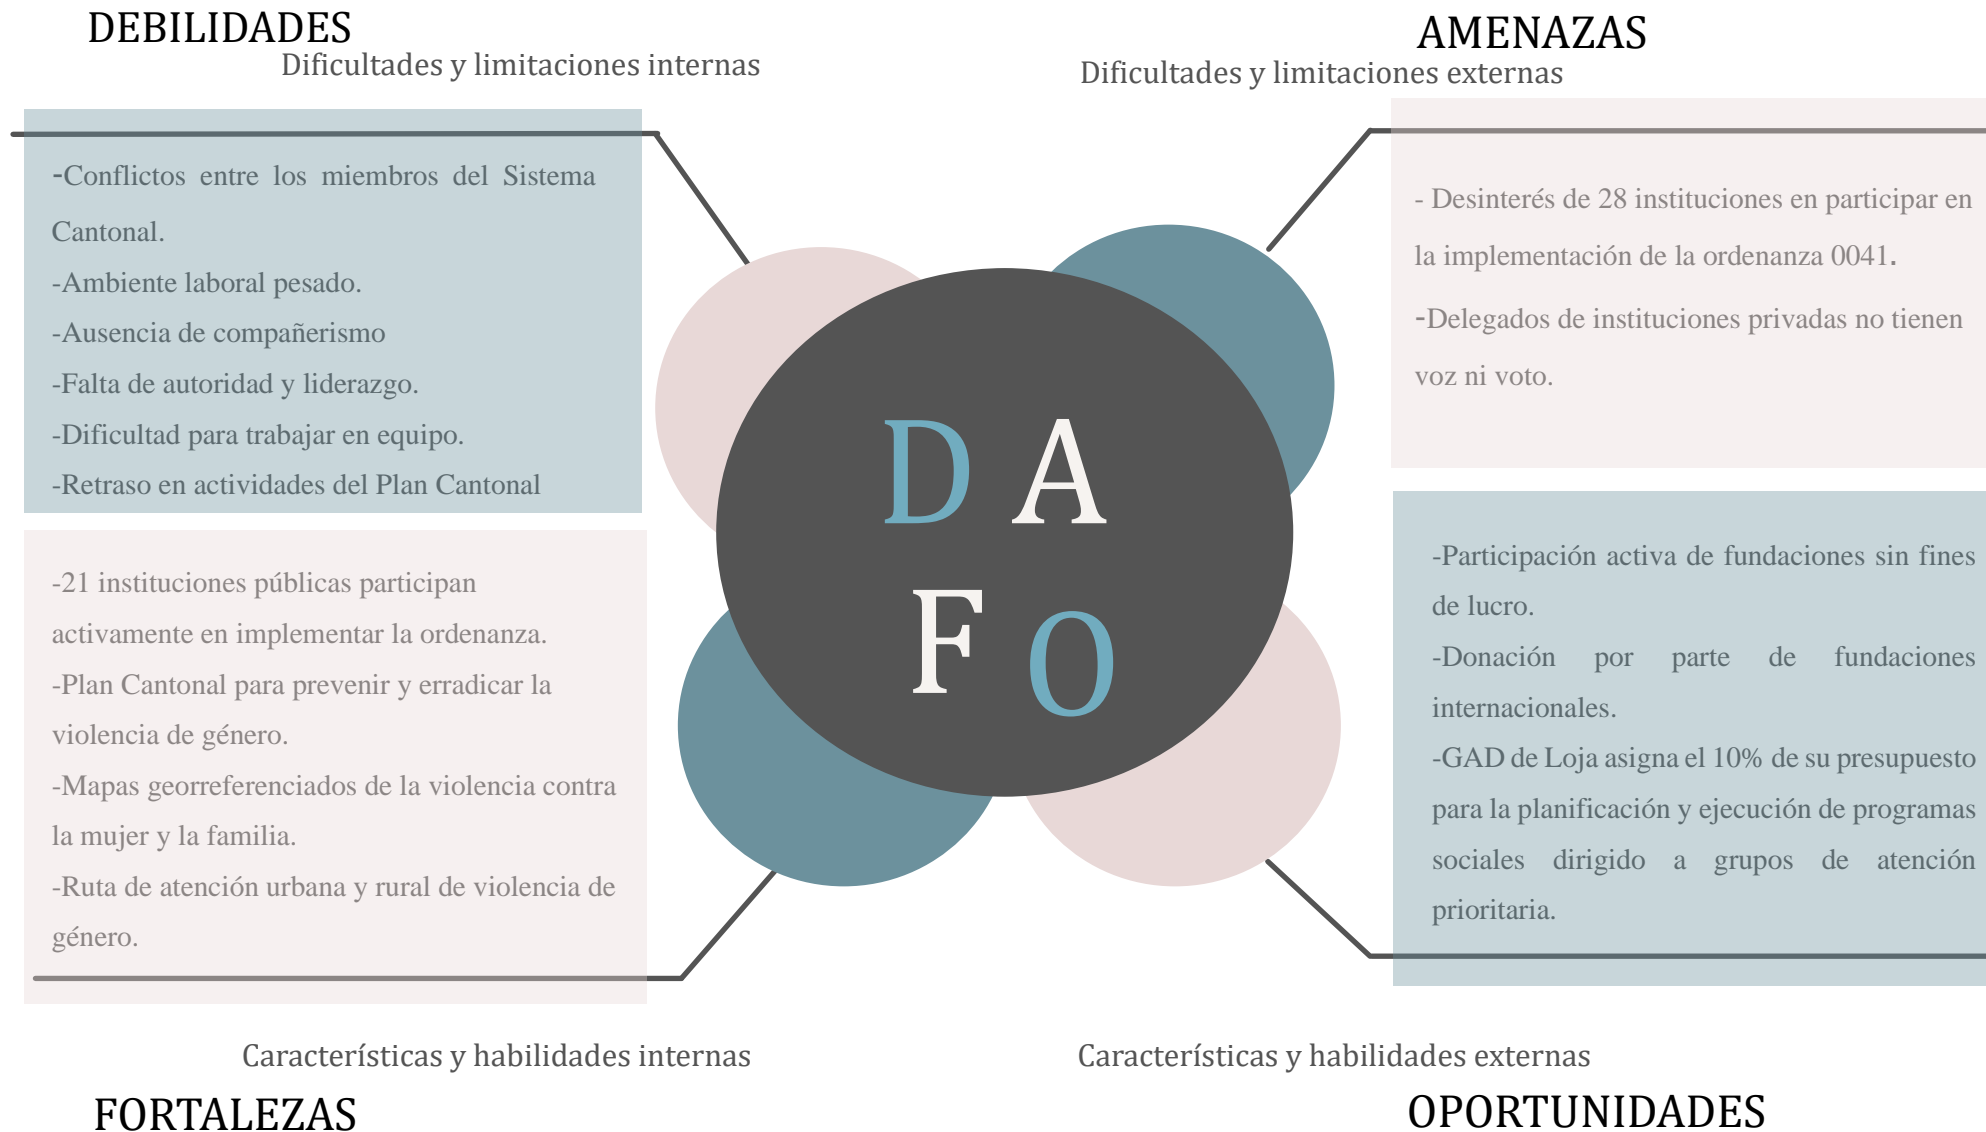 DEBILIDADES
Dificultades y limitaciones internas
-Conflictos entre los miembros del Sistema
Cantonal.
-Ambiente laboral pesado.
-Ausencia de compañerismo
-Falta de autoridad y liderazgo.
-Dificultad para trabajar en equipo.
-Retraso en actividades del Plan Cantonal
AMENAZAS
Dificultades y limitaciones externas
- Desinterés de 28 instituciones en participar en
la implementación de la ordenanza 0041.
-Delegados de instituciones privadas no tienen
voz ni voto.
D A
F O
-21 instituciones públicas participan
activamente en implementar la ordenanza.
-Plan Cantonal para prevenir y erradicar la
violencia de género.
-Mapas georreferenciados de la violencia contra
la mujer y la familia.
-Ruta de atención urbana y rural de violencia de
género.
Características y habilidades internas
FORTALEZAS
-Participación activa de fundaciones sin fines
de lucro.
-Donación por parte de fundaciones
internacionales.
-GAD de Loja asigna el 10% de su presupuesto
para la planificación y ejecución de programas
sociales dirigido a grupos de atención
prioritaria.
Características y habilidades externas
OPORTUNIDADES